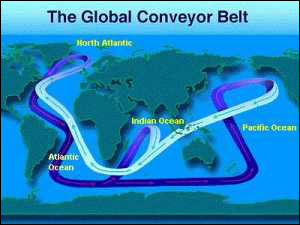 The Global Conveyor Belt
North Atlantic
Indian Ocean
Pacific Ocean
Atlantic
Ocean